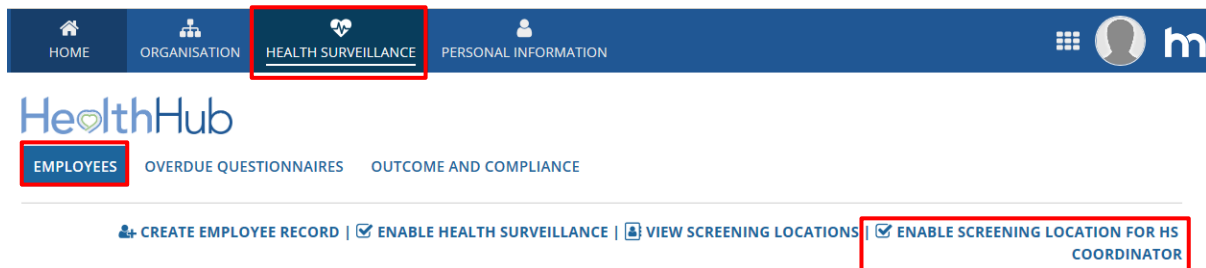 HOME ORGANISATION HEALTH SURVEILLANCE PERSONAL INFORMATION hm
HealthHub
EMPLOYEES OVERDUE QUESTIONNAIRES OUTCOME AND COMPLIANCE
CREATE EMPLOYEE RECORD | ENABLE HEALTH SURVEILLANCE | VIEW SCREENING LOCATIONS | ENABLE SCREENING LOCATION FOR HS
COORDINATOR